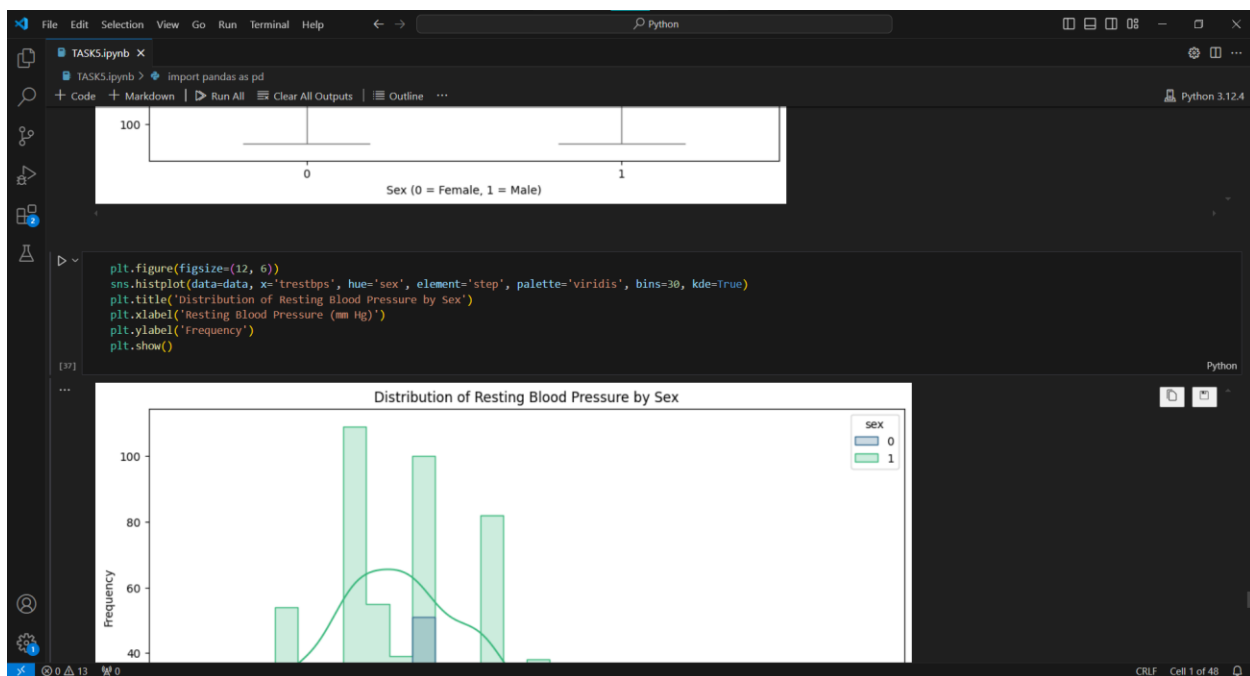 File Edit Selection View Go Run Terminal Help Python
TASK5.ipynb
TASK5.ipynb > import pandas as pd
+ Code + Markdown Run All Clear All Outputs Outline ... Python 3.12.4
100
0 1
Sex (0 = Female, 1 = Male)
2
plt.figure(figsize=(12, 6))
sns.histplot(data=data, x='trestbps', hue='sex', element='step', palette='viridis', bins=30, kde=True)
plt.title('Distribution of Resting Blood Pressure by Sex')
plt.xlabel('Resting Blood Pressure (mm Hg)')
plt.ylabel('Frequency')
plt.show()
[37] Python
Distribution of Resting Blood Pressure by Sex
sex
0
1
100
80
60
40
Frequency
1
0 13 0 CRLF Cell 1 of 48